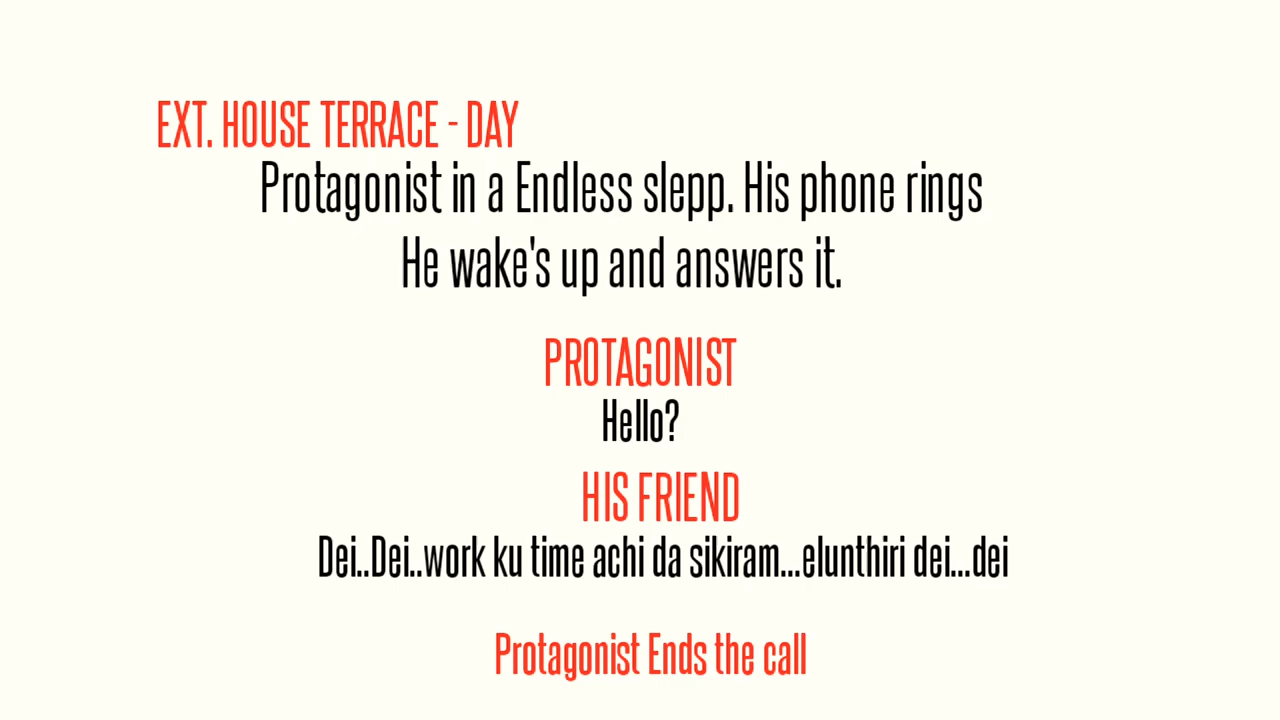 EXT. HOUSE TERRACE - DAY
Protagonist in a Endless slepp. His phone rings
He wake's up and answers it.
PROTAGONIST
Hello?
HIS FRIEND
Dei..Dei..work ku time achi da sikiram...elunthiri dei...dei
Protagonist Ends the call